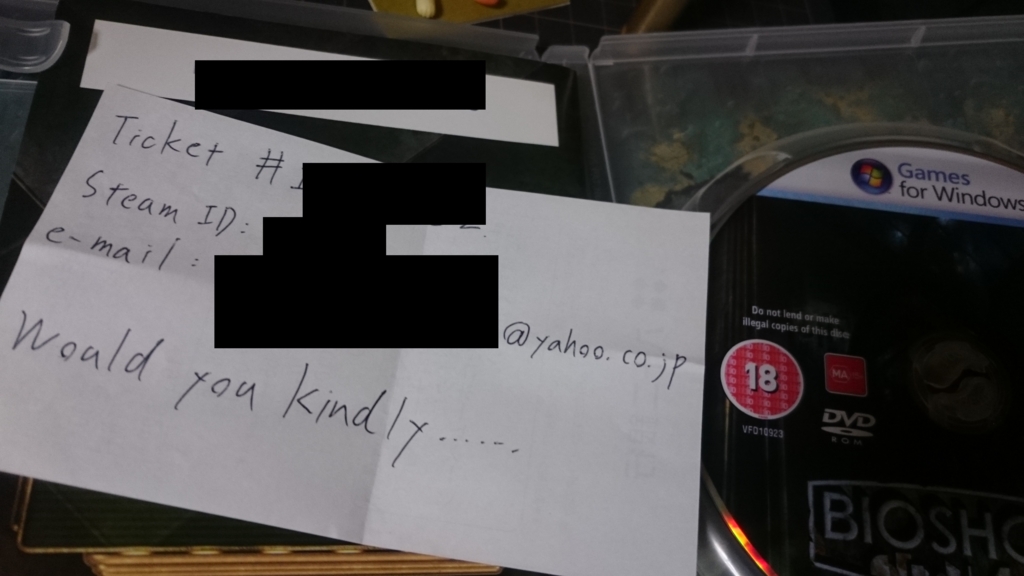 Ticket #
Steam ID:
e-mail:
@yahoo.co.jp
Would you kindly.......
Games
for Windows
Do not lend or make
illegal copies of this disc
18
MA
DVD
ROM
VFD10923
BIOSHO